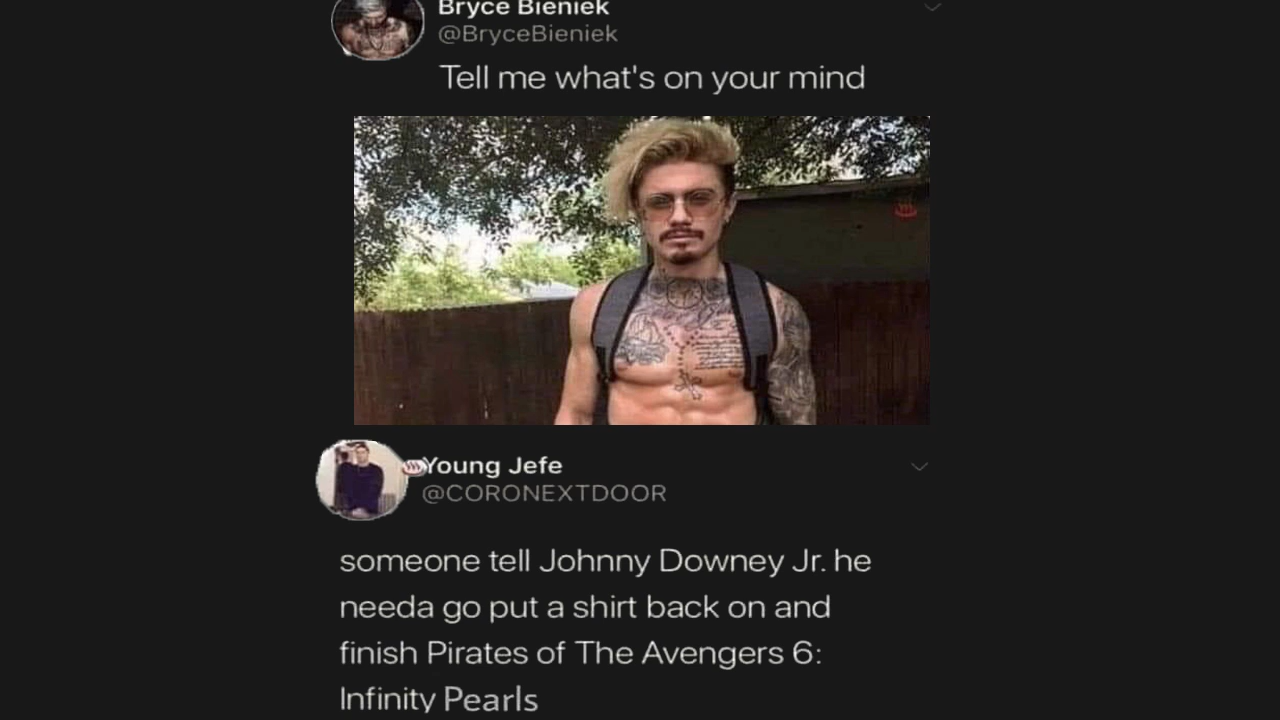 Bryce Bieniek
@BryceBieniek
Tell me what's on your mind
Young Jefe
@CORONEXTDOOR
someone tell Johnny Downey Jr. he
needa go put a shirt back on and
finish Pirates of The Avengers 6:
Infinity Pearls